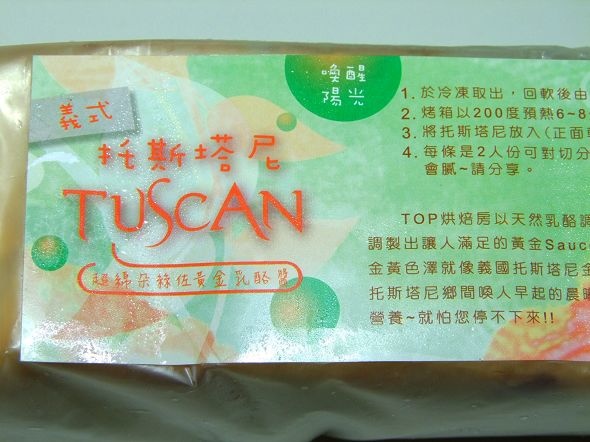 義式
托斯塔尼
TUSCAN
超綿朵絲佐黃金乳酪醬
喚醒
陽光
1. 於冷凍取出，回軟後由
2. 烤箱以200度預熱6~8
3. 將托斯塔尼放入(正面
4. 每條是2人份可對切分
會膩~請分享。
TOP烘焙房以天然乳酪調
調製出讓人滿足的黃金Sauc
金黃色澤就像義國托斯塔尼金
托斯塔尼鄉間喚人早起的晨曦
營養~就怕您停不下來!!